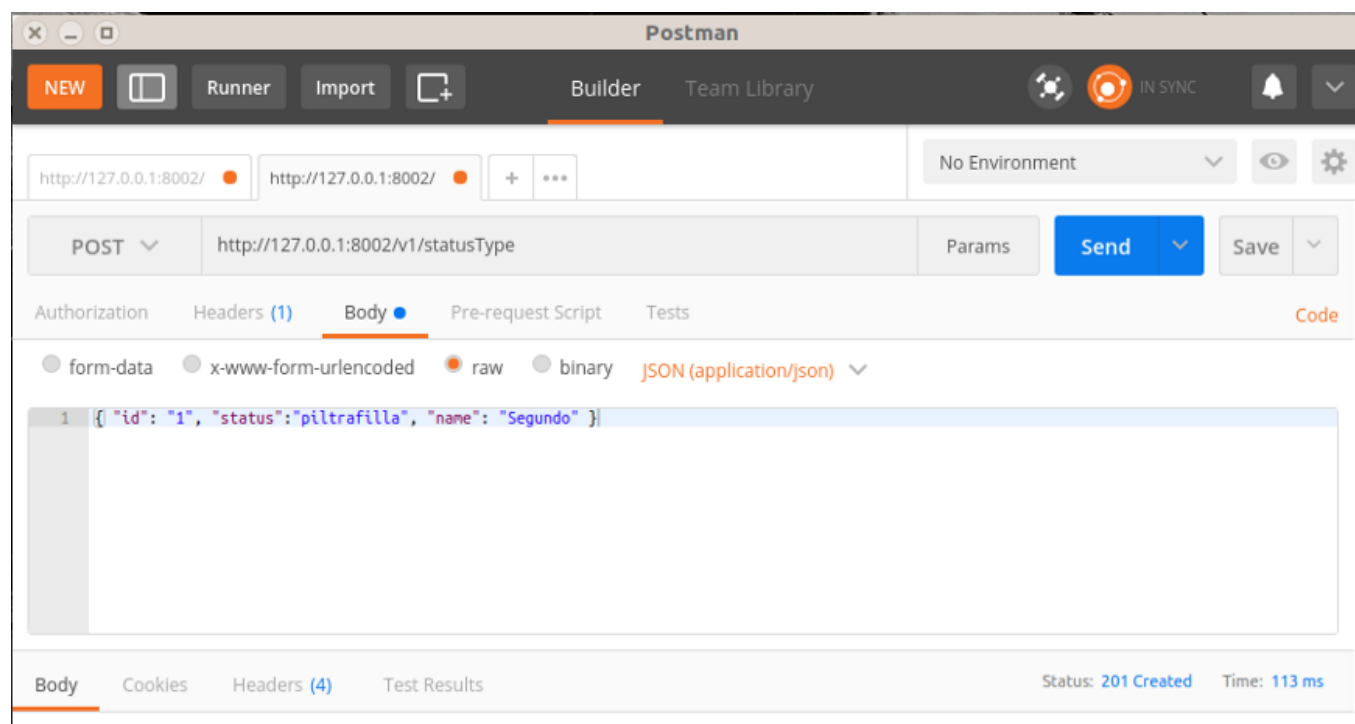 Postman
NEW Runner Import Builder Team Library IN SYNC
http://127.0.0.1:8002/ http://127.0.0.1:8002/ + ••• No Environment
POST http://127.0.0.1:8002/v1/statusType Params Send Save
Authorization Headers (1) Body Pre-request Script Tests Code
form-data x-www-form-urlencoded raw binary JSON (application/json)
1 { "id": "1", "status":"piltrafilla", "name": "Segundo" }
Body Cookies Headers (4) Test Results Status: 201 Created Time: 113 ms